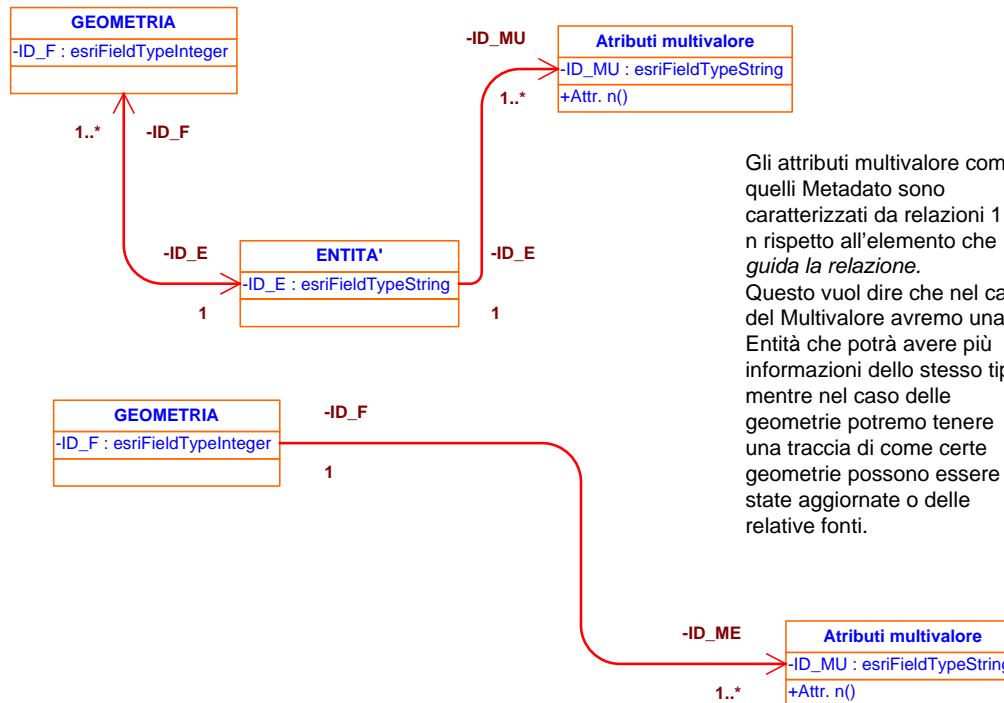 GEOMETRIA
-ID_F : esriFieldTypeInteger
-ID_MU
Atributi multivalore
-ID_MU : esriFieldTypeString
+Attr. n()
1..*
1..*
-ID_F
Gli attributi multivalore com
quelli Metadato sono
caratterizzati da relazioni 1
n rispetto all'elemento che
guida la relazione.
Questo vuol dire che nel ca
del Multivalore avremo una
Entità che potrà avere più
informazioni dello stesso tip
mentre nel caso delle
geometrie potremo tenere
una traccia di come certe
geometrie possono essere
state aggiornate o delle
relative fonti.
-ID_E
ENTITA'
-ID_E : esriFieldTypeString
-ID_E
1
1
GEOMETRIA
-ID_F : esriFieldTypeInteger
-ID_F
1
-ID_ME
1..*
Atributi multivalore
-ID_MU : esriFieldTypeString
+Attr. n()